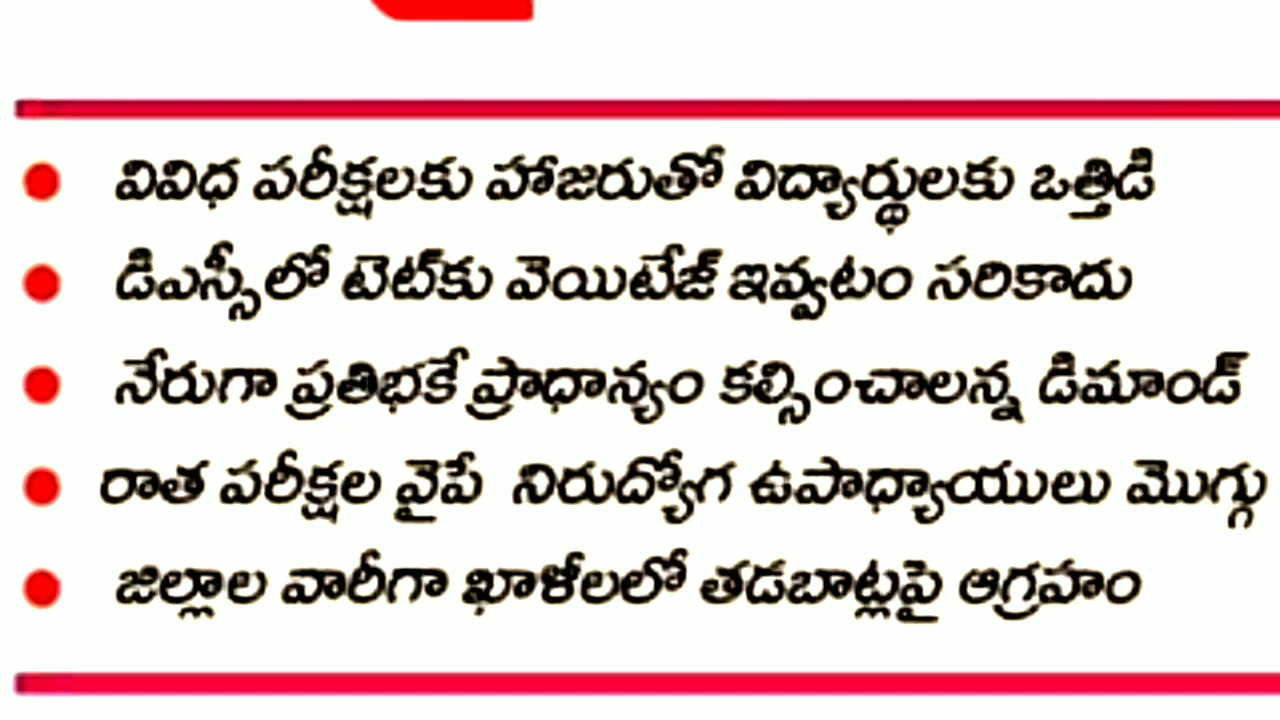 వివిధ పరీక్షలకు హాజరుతో విద్యార్థులకు ఒత్తిడి
డిఎస్సీలో టెట్‌కు వెయిటేజ్ ఇవ్వటం సరికాదు
నేరుగా ప్రతిభకే ప్రాధాన్యం కల్పించాలన్న డిమాండ్
రాత పరీక్షల వైపే నిరుద్యోగ ఉపాధ్యాయులు మొగ్గు
జిల్లాల వారీగా ఖాళీలలో తడబాట్లపై ఆగ్రహం